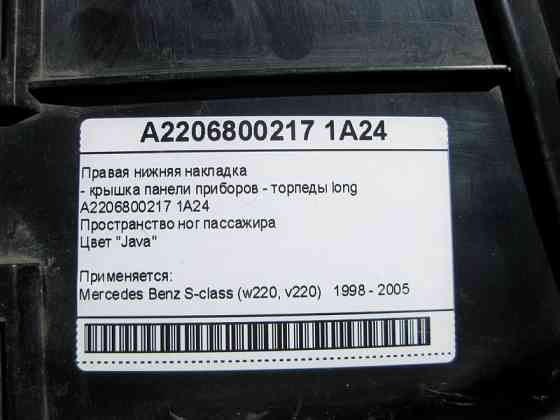 A2206800217 1A24
Правая нижняя накладка
- крышка панели приборов - торпеды long
A2206800217 1A24
Пространство ног пассажира
Цвет "Java"
Применяется:
Mercedes Benz S-class (w220, v220) 1998 - 2005